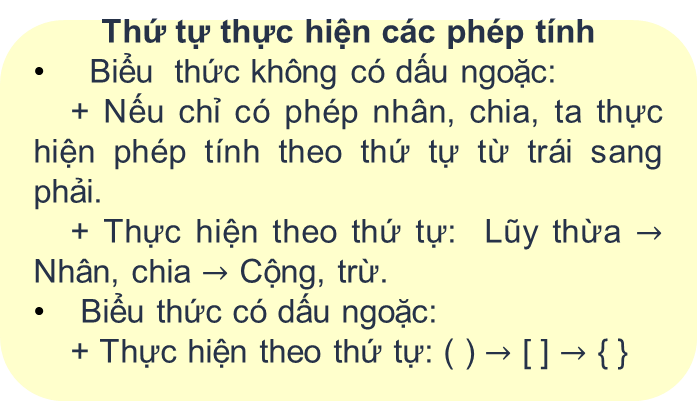 Thứ tự thực hiện các phép tính
• Biểu thức không có dấu ngoặc:
+ Nếu chỉ có phép nhân, chia, ta thực
hiện phép tính theo thứ tự từ trái sang
phải.
+ Thực hiện theo thứ tự: Lũy thừa →
Nhân, chia → Cộng, trừ.
• Biểu thức có dấu ngoặc:
+ Thực hiện theo thứ tự: ( ) → [ ] → { }